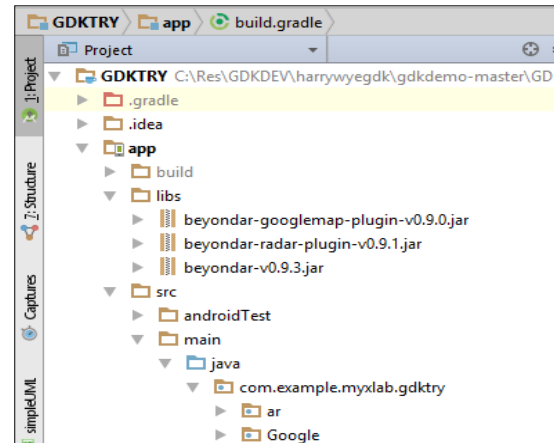 GDKTRY app build.gradle
Project
GDKTRY C:\Res\GDKDEV\harrywyegdk\gdkdemo-master\GD
.gradle
.idea
app
build
libs
beyondar-googlemap-plugin-v0.9.0.jar
beyondar-radar-plugin-v0.9.1.jar
beyondar-v0.9.3.jar
src
androidTest
main
java
com.example.myxlab.gdktry
ar
Google
1: Project
7: Structure
Captures
simpleUML